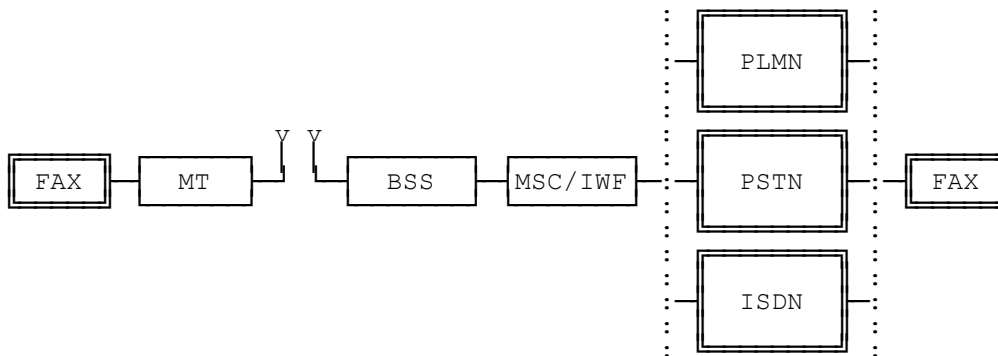 PLMN
FAX MT BSS MSC/IWF PSTN FAX
ISDN